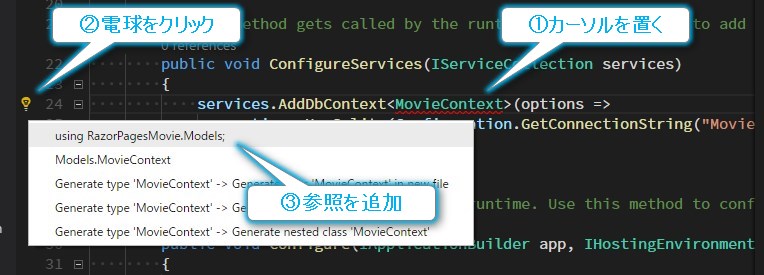 ②電球をクリック
①カーソルを置く
20
method gets called by the runt to add
0 references
22 public void ConfigureServices(IServiceCollection services)
23 {
24 services.AddDbContext<MovieContext>(options =>
.GetConnectionString("Movie
using RazorPagesMovie.Models;
Models.MovieContext
Generate type 'MovieContext' -> Generate 'MovieContext' in new file
Generate type 'MovieContext' -> Ge
③参照を追加
runtime. Use this method to conf
Generate type 'MovieContext' -> Generate nested class 'MovieContext'
public void Configure(IApplicationBuilder app, IHostingEnvironment
31 {